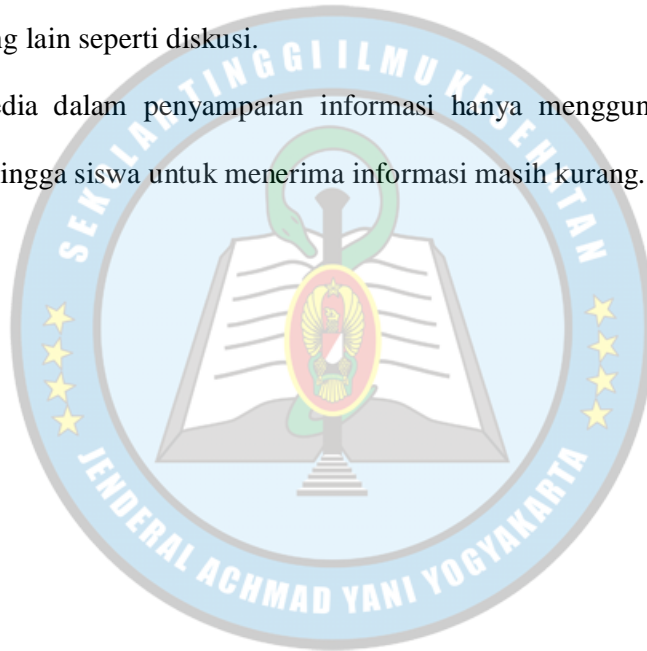 ng lain seperti diskusi.
edia dalam penyampaian informasi hanya menggun
ingga siswa untuk menerima informasi masih kurang.
SEKOLAH TINGGI ILMU KESEHATAN
JENDERAL ACHMAD YANI YOGYAKARTA